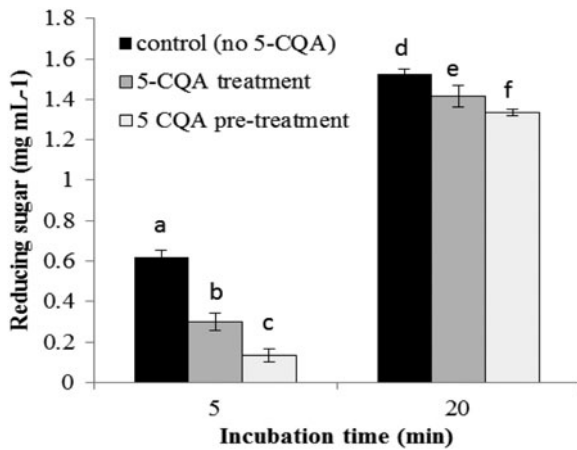 Reducing sugar (mg mL-1)
1.8
1.6
1.4
1.2
1
0.8
0.6
0.4
0.2
0
control (no 5-CQA)
5-CQA treatment
5 CQA pre-treatment
a
b
c
d
e
f
5
20
Incubation time (min)